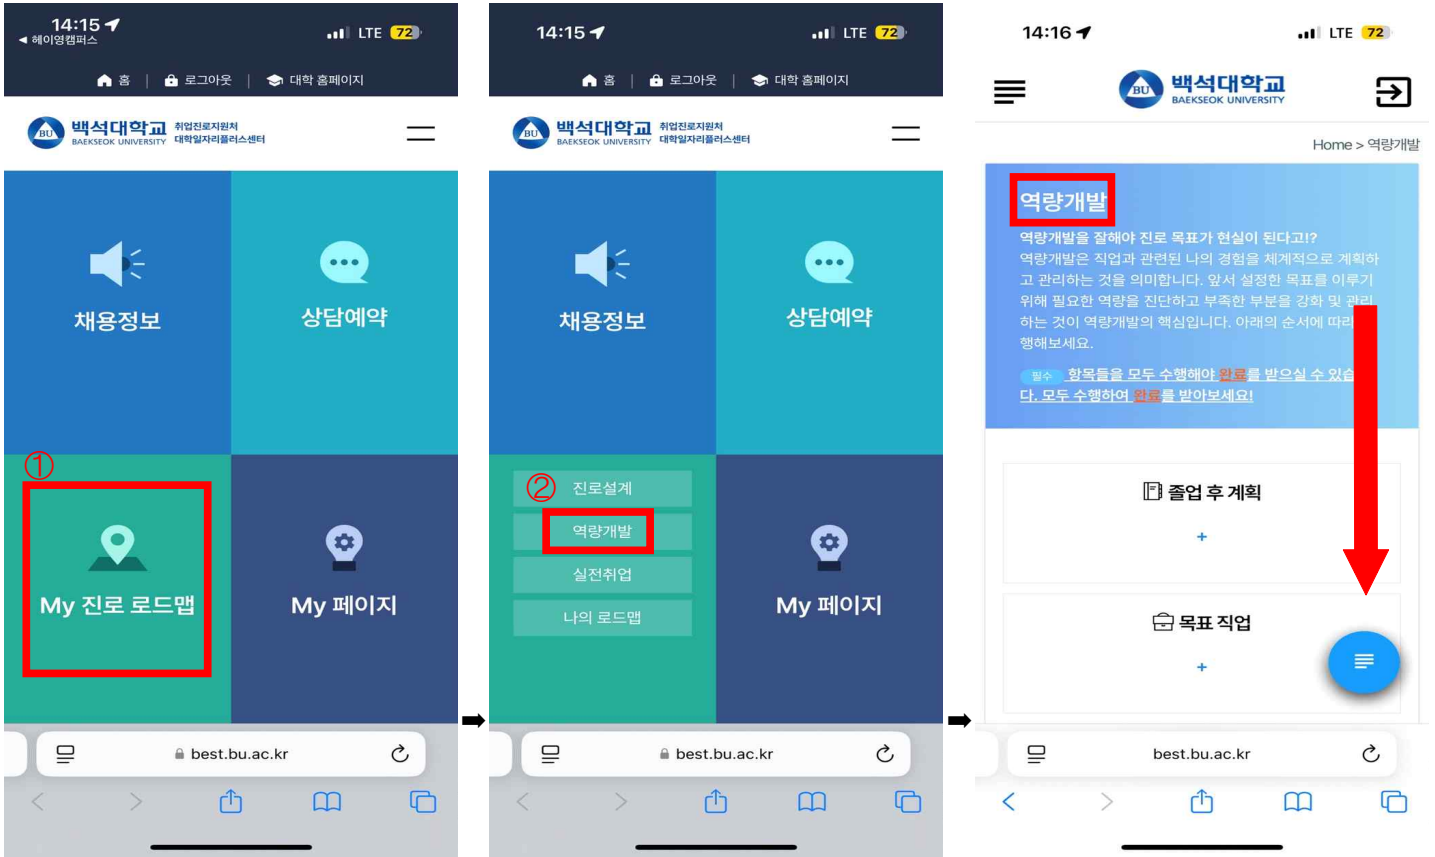 14:15
◀ 헤이영캠퍼스
LTE 72
홈 | 로그아웃 | 대학 홈페이지
BU 백석대학교 BAEKSEOK UNIVERSITY 취업진로지원처 대학일자리플러스센터
채용정보
상담예약
①
My 진로 로드맵
My 페이지
best.bu.ac.kr
➡
14:15
LTE 72
홈 | 로그아웃 | 대학 홈페이지
BU 백석대학교 BAEKSEOK UNIVERSITY 취업진로지원처 대학일자리플러스센터
채용정보
상담예약
② 진로설계
역량개발
실전취업
나의 로드맵
My 페이지
best.bu.ac.kr
➡
14:16
LTE 72
BU 백석대학교
BAEKSEOK UNIVERSITY
Home > 역량개발
역량개발
역량개발을 잘해야 진로 목표가 현실이 된다고!?
역량개발은 직업과 관련된 나의 경험을 체계적으로 계획하
고 관리하는 것을 의미합니다. 앞서 설정한 목표를 이루기
위해 필요한 역량을 진단하고 부족한 부분을 강화 및 관리
하는 것이 역량개발의 핵심입니다. 아래의 순서에 따라
행해보세요.
필수 항목들을 모두 수행해야 완료를 받으실 수 있습
다. 모두 수행하여 완료를 받아보세요!
졸업 후 계획
+
목표 직업
+
best.bu.ac.kr